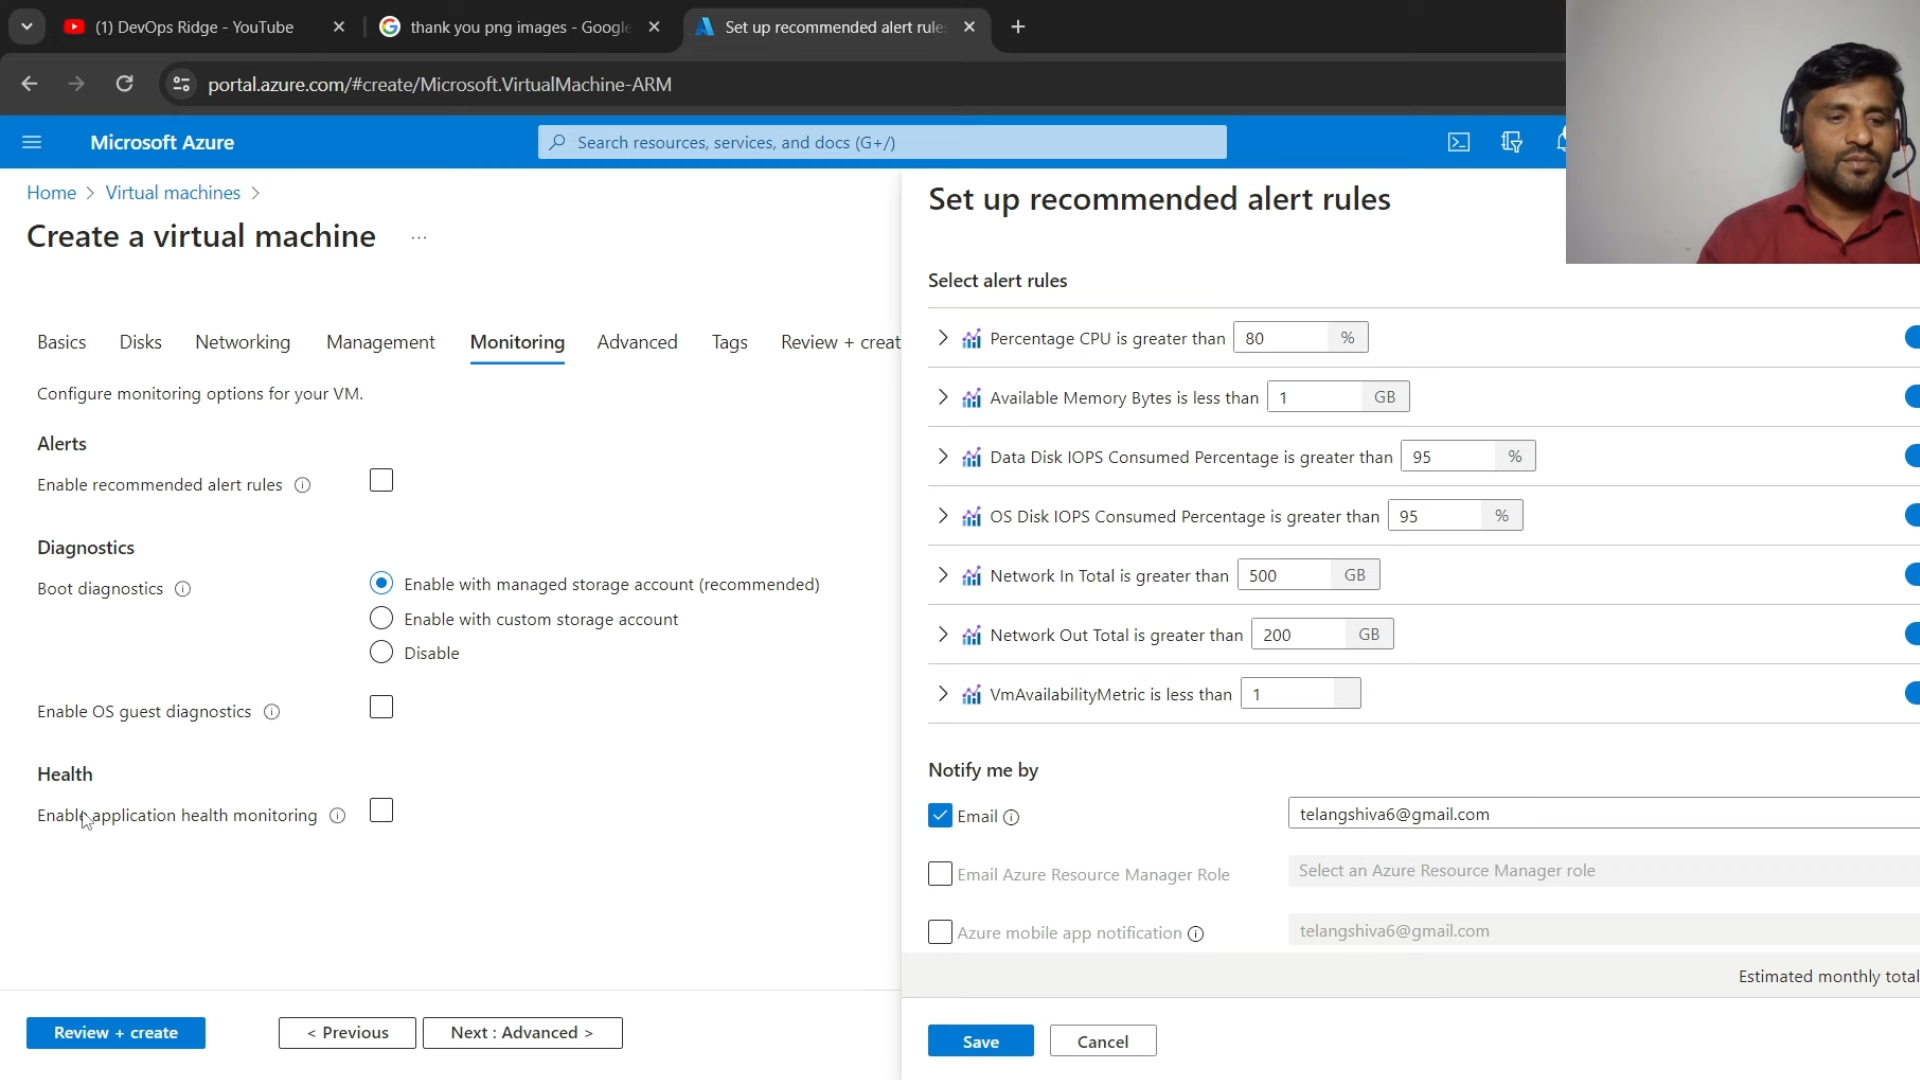 (1) DevOps Ridge - YouTube
thank you png images - Google
Set up recommended alert rule
portal.azure.com/#create/Microsoft.VirtualMachine-ARM
Microsoft Azure
Search resources, services, and docs (G+/)
Home > Virtual machines >
Create a virtual machine ...
Basics Disks Networking Management Monitoring Advanced Tags Review + creat
Configure monitoring options for your VM.
Alerts
Enable recommended alert rules
Diagnostics
Boot diagnostics
Enable with managed storage account (recommended)
Enable with custom storage account
Disable
Enable OS guest diagnostics
Health
Enable application health monitoring
Review + create
< Previous
Next : Advanced >
Set up recommended alert rules
Select alert rules
Percentage CPU is greater than 80 %
Available Memory Bytes is less than 1 GB
Data Disk IOPS Consumed Percentage is greater than 95 %
OS Disk IOPS Consumed Percentage is greater than 95 %
Network In Total is greater than 500 GB
Network Out Total is greater than 200 GB
VmAvailabilityMetric is less than 1
Notify me by
Email telangshiva6@gmail.com
Email Azure Resource Manager Role Select an Azure Resource Manager role
Azure mobile app notification telangshiva6@gmail.com
Estimated monthly total
Save
Cancel